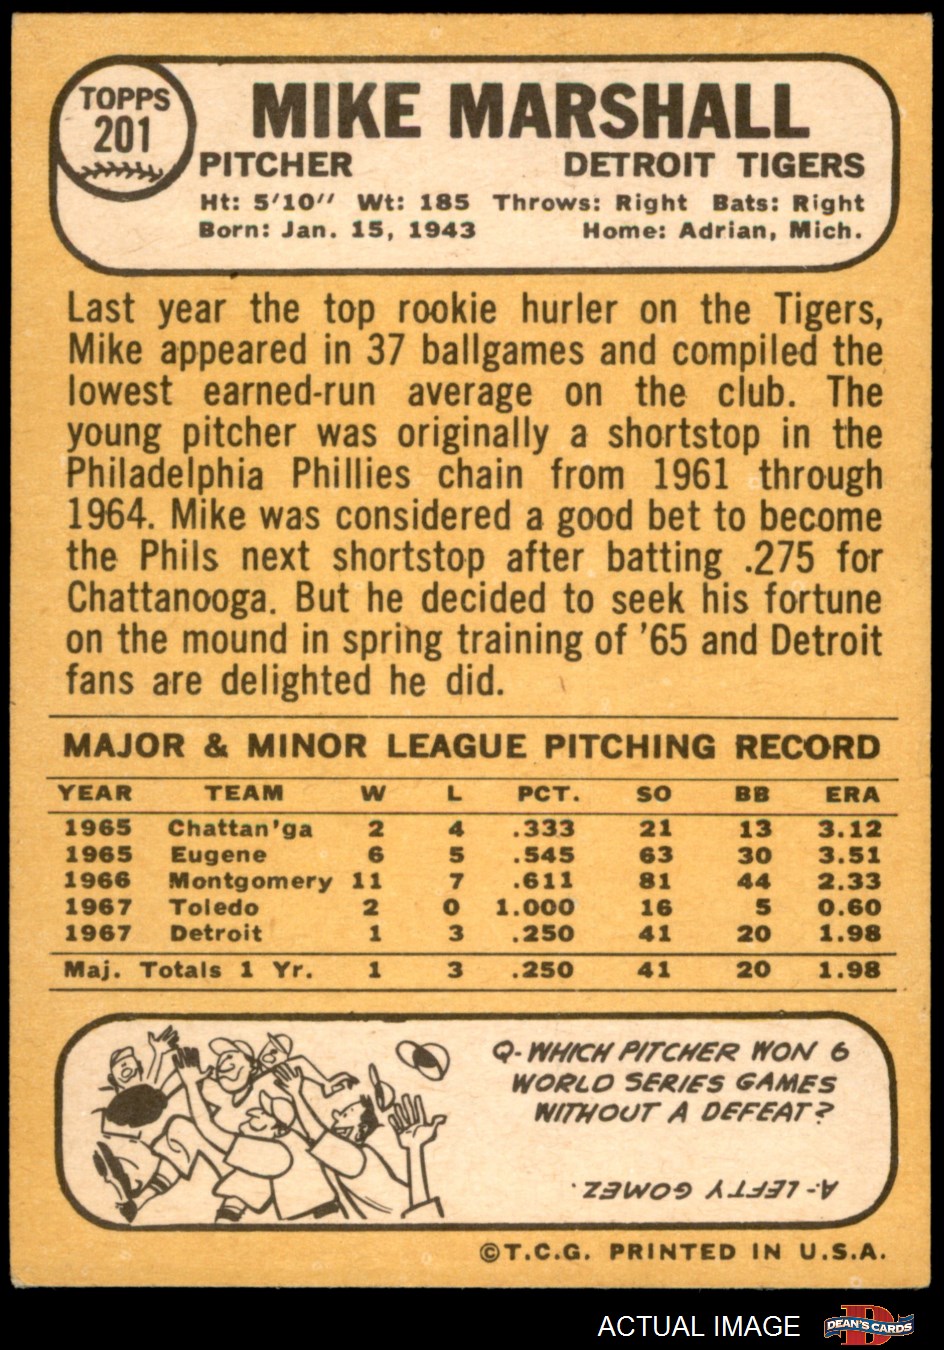 TOPPS
201
MIKE MARSHALL
PITCHER DETROIT TIGERS
Ht: 5'10" Wt: 185 Throws: Right Bats: Right
Born: Jan. 15, 1943 Home: Adrian, Mich.
Last year the top rookie hurler on the Tigers,
Mike appeared in 37 ballgames and compiled the
lowest earned-run average on the club. The
young pitcher was originally a shortstop in the
Philadelphia Phillies chain from 1961 through
1964. Mike was considered a good bet to become
the Phils next shortstop after batting .275 for
Chattanooga. But he decided to seek his fortune
on the mound in spring training of '65 and Detroit
fans are delighted he did.
MAJOR & MINOR LEAGUE PITCHING RECORD
YEAR TEAM W L PCT. SO BB ERA
1965 Chattan'ga 2 4 .333 21 13 3.12
1965 Eugene 6 5 .545 63 30 3.51
1966 Montgomery 11 7 .611 81 44 2.33
1967 Toledo 2 0 1.000 16 5 0.60
1967 Detroit 1 3 .250 41 20 1.98
Maj. Totals 1 Yr. 1 3 .250 41 20 1.98
Q- WHICH PITCHER WON 6
WORLD SERIES GAMES
WITHOUT A DEFEAT?
A- LEFTY GOMEZ.
©T.C.G. PRINTED IN U.S.A.
ACTUAL IMAGE
D
DEAN'S CARDS